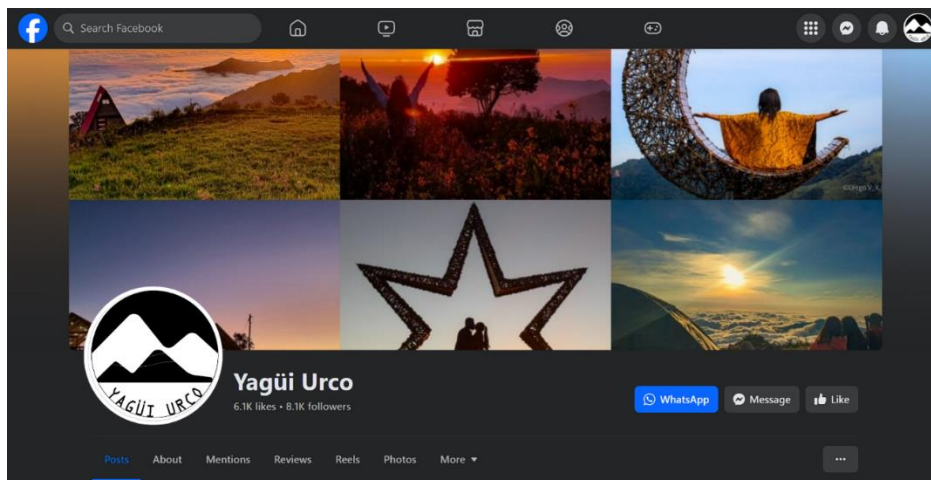 Search Facebook
Yagüi Urco
6.1K likes • 8.1K followers
YAGÜI URCO
WhatsApp
Message
Like
Posts
About
Mentions
Reviews
Reels
Photos
More